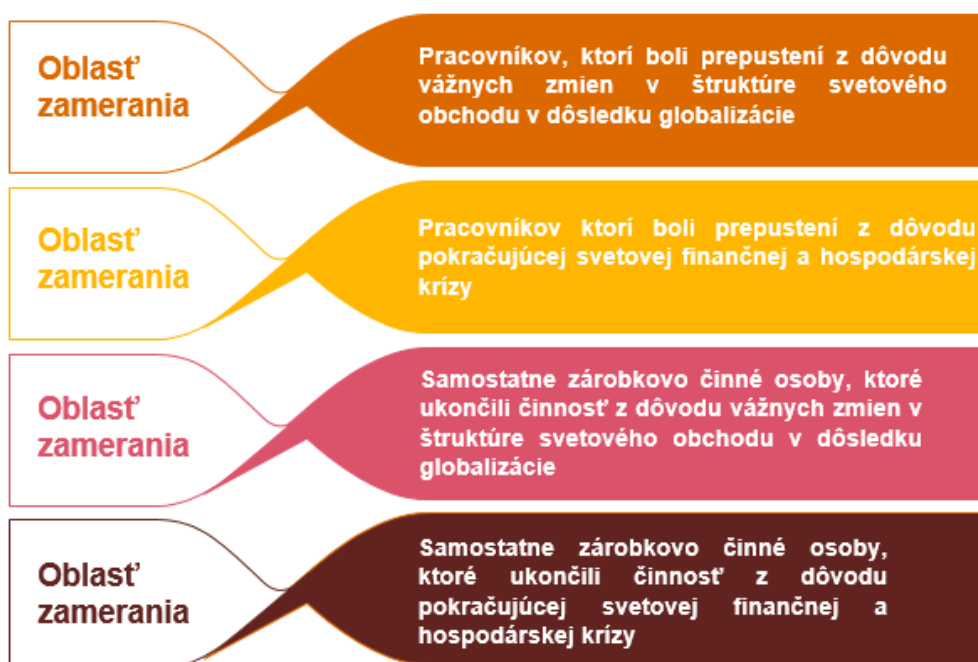 Oblasť
zamerania
Pracovníkov, ktorí boli prepustení z dôvodu
vážnych zmien v štruktúre svetového
obchodu v dôsledku globalizácie
Oblasť
zamerania
Pracovníkov ktorí boli prepustení z dôvodu
pokračujúcej svetovej finančnej a hospodárskej
krízy
Oblasť
zamerania
Samostatne zárobkovo činné osoby, ktoré
ukončili činnosť z dôvodu vážnych zmien v
štruktúre svetového obchodu v dôsledku
globalizácie
Oblasť
zamerania
Samostatne zárobkovo činné osoby,
ktoré ukončili činnosť z dôvodu
pokračujúcej svetovej finančnej a
hospodárskej krízy